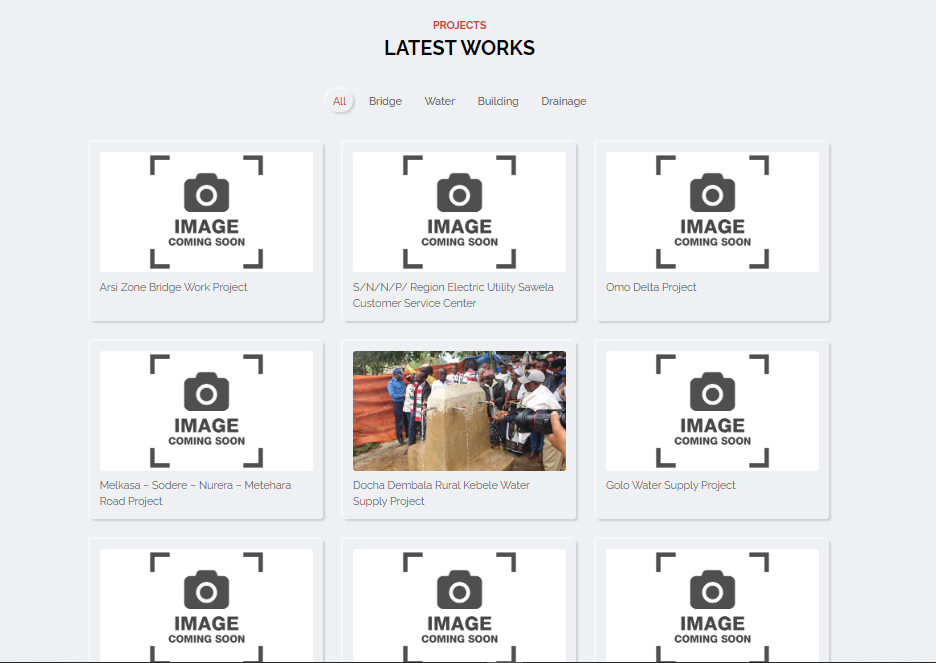 PROJECTS
LATEST WORKS
All Bridge Water Building Drainage
IMAGE
COMING SOON
IMAGE
COMING SOON
IMAGE
COMING SOON
Arsi Zone Bridge Work Project
S/N/N/P/ Region Electric Utility Sawela
Customer Service Center
Omo Delta Project
IMAGE
COMING SOON
IMAGE
COMING SOON
Melkasa – Sodere – Nurera – Metehara
Road Project
Docha Dembala Rural Kebele Water
Supply Project
Golo Water Supply Project
IMAGE
COMING SOON
IMAGE
COMING SOON
IMAGE
COMING SOON